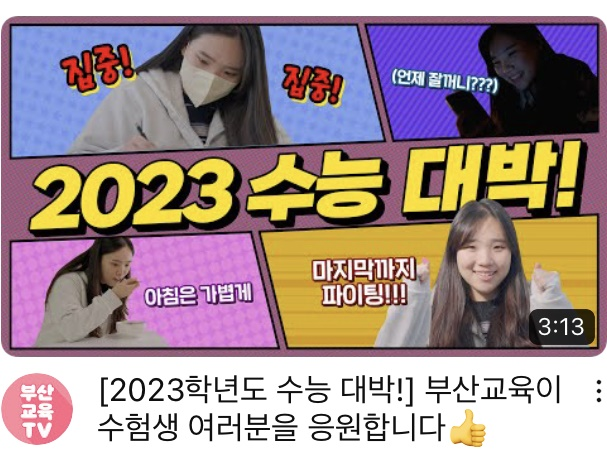 집중!
집중!
(언제 잘꺼니???)
2023 수능 대박!
아침은 가볍게
마지막까지
파이팅!!!
3:13
부산
교육
TV
[2023학년도 수능 대박!] 부산교육이
수험생 여러분을 응원합니다👍